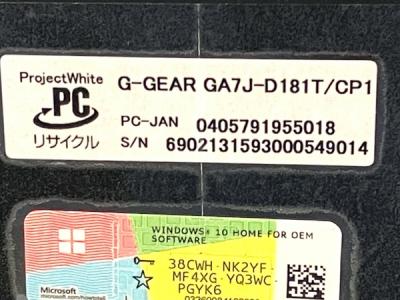 ProjectWhite
PC
リサイクル
G-GEAR GA7J-D181T/CP1
PC-JAN 0405791955018
S/N 6902131593000549014
WINDOWS® 10 HOME FOR OEM
SOFTWARE
38CWH-NK2YF-
MF4XG-YQ3WC-
PGYK6
Microsoft